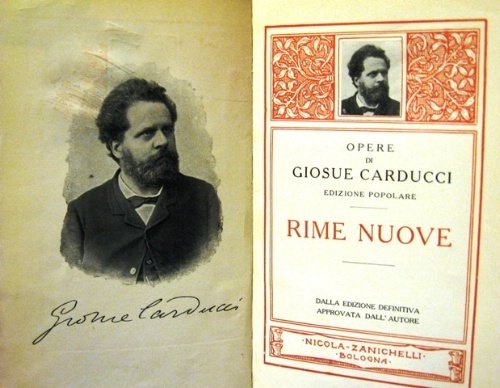 Giosue Carducci
OPERE
DI
GIOSUE CARDUCCI
EDIZIONE POPOLARE
RIME NUOVE
DALLA EDIZIONE DEFINITIVA
APPROVATA DALL'AUTORE
·NICOLA-ZANICHELLI·
·BOLOGNA·